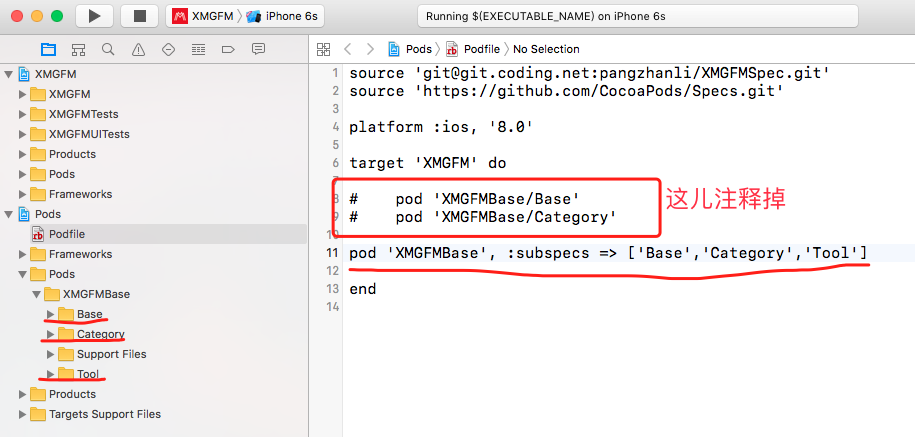 XMGFM
iPhone 6s
Running $(EXECUTABLE_NAME) on iPhone 6s
Pods
Podfile
No Selection
XMGFM
XMGFM
XMGFMTests
XMGFMUITests
Products
Pods
Frameworks
Pods
Podfile
Frameworks
Pods
XMGFMBase
Base
Category
Support Files
Tool
Products
Targets Support Files
1 source 'git@git.coding.net:pangzhanli/XMGFMSpec.git'
2 source 'https://github.com/CocoaPods/Specs.git'
3
4 platform :ios, '8.0'
5
6 target 'XMGFM' do
7
8 # pod 'XMGFMBase/Base'
9 # pod 'XMGFMBase/Category'
这儿注释掉
10
11 pod 'XMGFMBase', :subspecs => ['Base','Category','Tool']
12
13 end
14